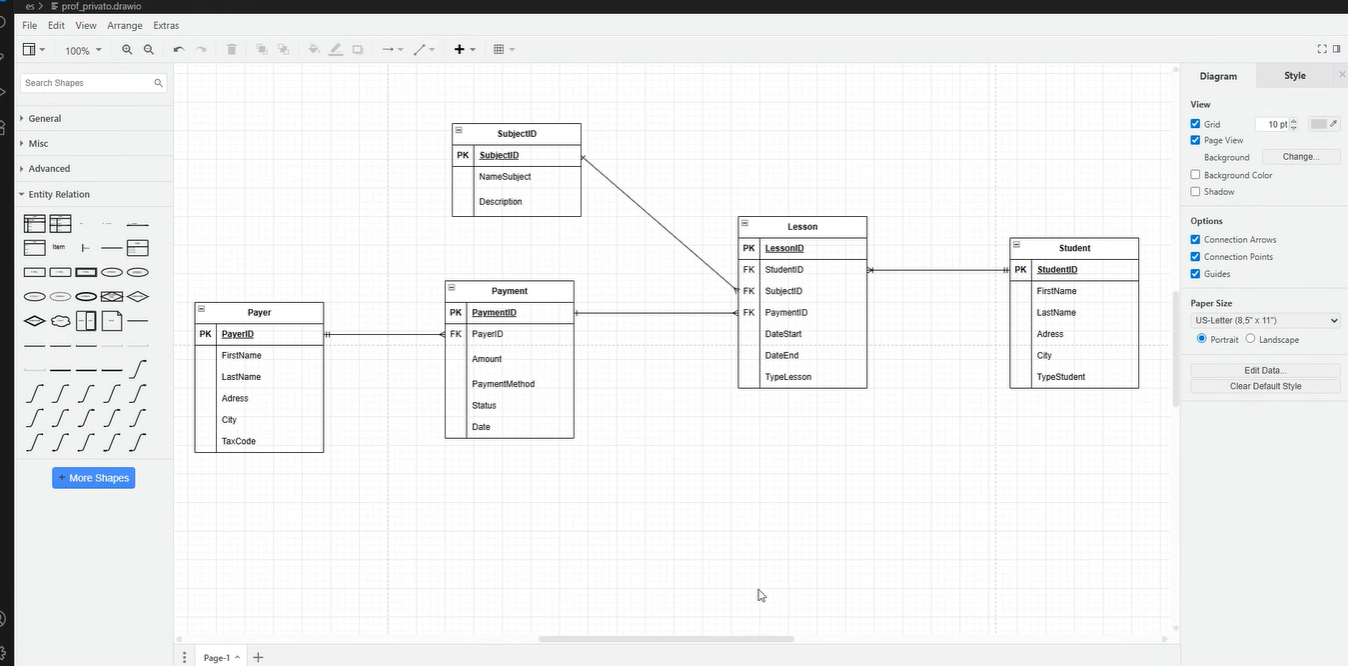 es > prof_privato.drawio
File Edit View Arrange Extras
100%
Search Shapes
General
Misc
Advanced
Entity Relation
Item
+ More Shapes
SubjectID
PK SubjectID
NameSubject
Description
Payer
PK PayerID
FirstName
LastName
Adress
City
TaxCode
Payment
PK PaymentID
FK PayerID
Amount
PaymentMethod
Status
Date
Lesson
PK LessonID
FK StudentID
FK SubjectID
FK PaymentID
DateStart
DateEnd
TypeLesson
Student
PK StudentID
FirstName
LastName
Adress
City
TypeStudent
Diagram Style
View
Grid 10 pt
Page View
Background Change...
Background Color
Shadow
Options
Connection Arrows
Connection Points
Guides
Paper Size
US-Letter (8,5" x 11")
Portrait Landscape
Edit Data...
Clear Default Style
Page-1